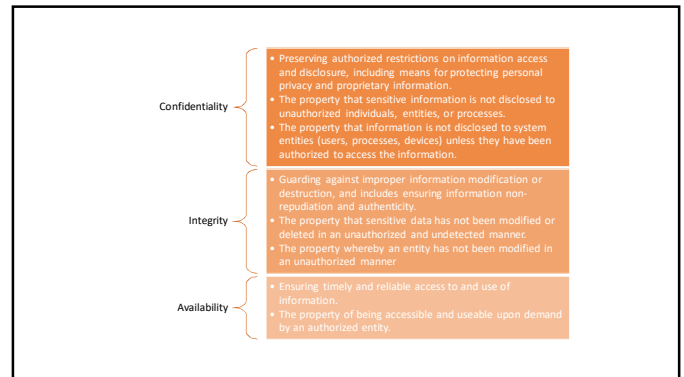 Confidentiality
• Preserving authorized restrictions on information access
and disclosure, including means for protecting personal
privacy and proprietary information.
• The property that sensitive information is not disclosed to
unauthorized individuals, entities, or processes.
• The property that information is not disclosed to system
entities (users, processes, devices) unless they have been
authorized to access the information.
Integrity
• Guarding against improper information modification or
destruction, and includes ensuring information non-
repudiation and authenticity.
• The property that sensitive data has not been modified or
deleted in an unauthorized and undetected manner.
• The property whereby an entity has not been modified in
an unauthorized manner
Availability
• Ensuring timely and reliable access to and use of
information.
• The property of being accessible and useable upon demand
by an authorized entity.